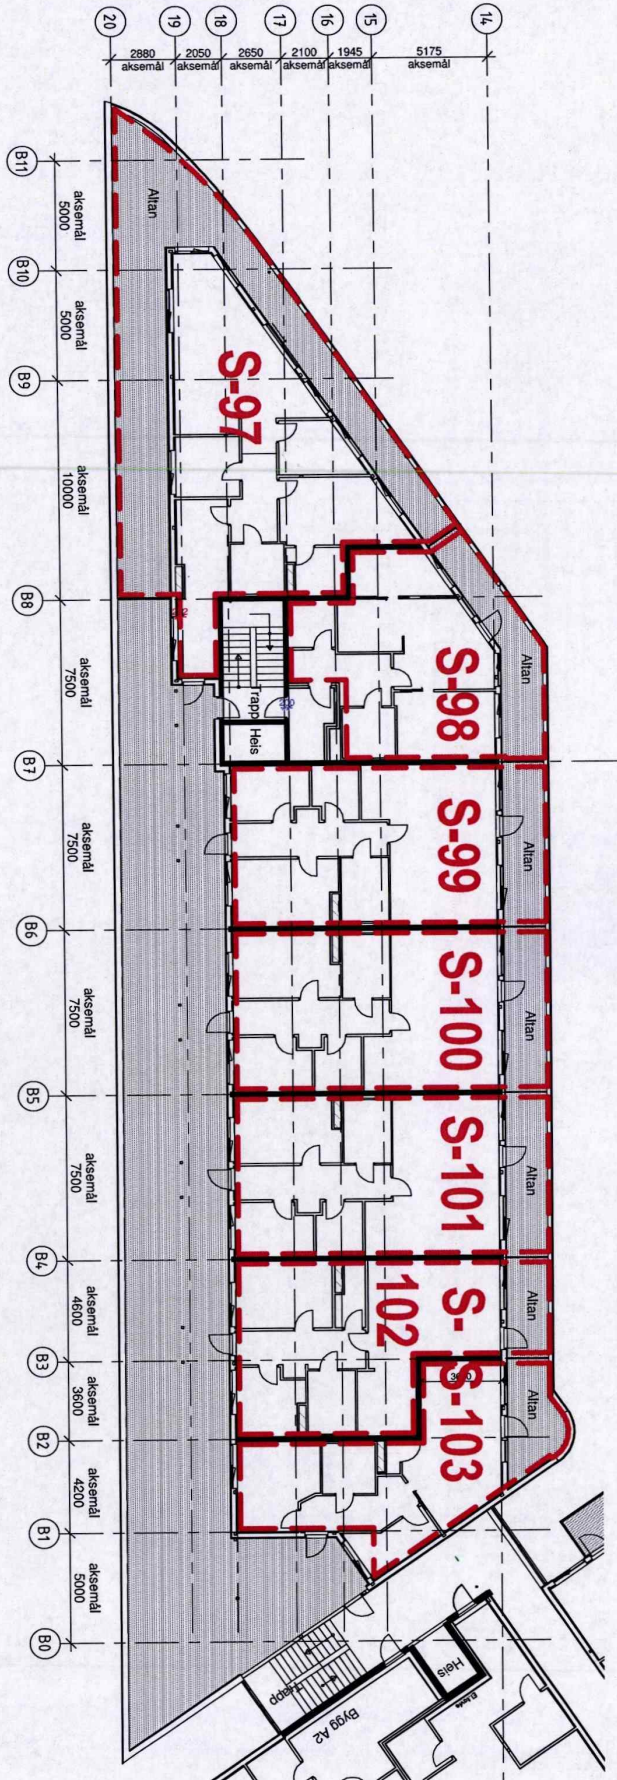 20
19
18
17
16
15
14
2880
aksemål
2050
aksemål
2650
aksemål
2100
aksemål
1945
aksemål
5175
aksemål
B11
aksemål
5000
B10
aksemål
5000
B9
aksemål
10000
B8
aksemål
7500
B7
aksemål
7500
B6
aksemål
7500
B5
aksemål
7500
B4
aksemål
4600
B3
aksemål
3600
B2
aksemål
4200
B1
aksemål
5000
B0
Altan
S-97
S-98
Altan
Trapp
Heis
S-99
Altan
S-100
Altan
S-101
Altan
S-
102
Altan
S-103
Altan
Trapp
Heis
Bygg A2